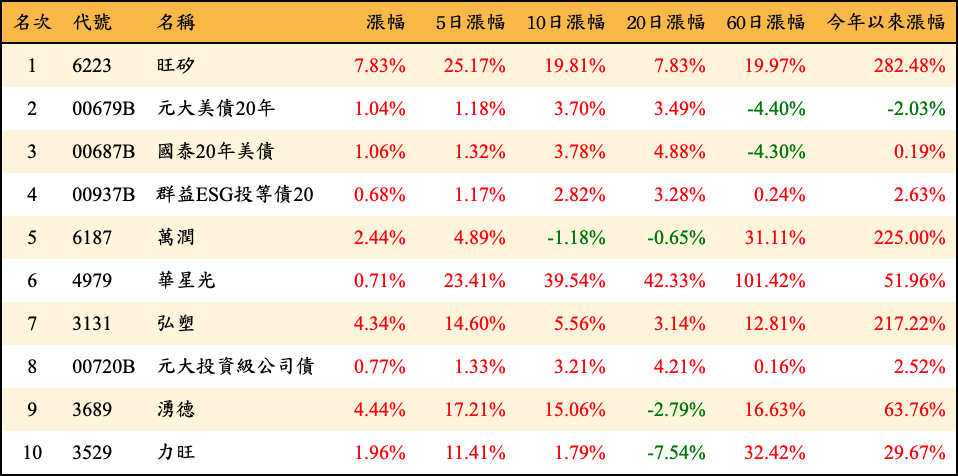 名次 代號 名稱 漲幅 5日漲幅 10日漲幅 20日漲幅 60日漲幅 今年以來漲幅
1 6223 旺矽 7.83% 25.17% 19.81% 7.83% 19.97% 282.48%
2 00679B 元大美債20年 1.04% 1.18% 3.70% 3.49% -4.40% -2.03%
3 00687B 國泰20年美債 1.06% 1.32% 3.78% 4.88% -4.30% 0.19%
4 00937B 群益ESG投等債20 0.68% 1.17% 2.82% 3.28% 0.24% 2.63%
5 6187 萬潤 2.44% 4.89% -1.18% -0.65% 31.11% 225.00%
6 4979 華星光 0.71% 23.41% 39.54% 42.33% 101.42% 51.96%
7 3131 弘塑 4.34% 14.60% 5.56% 3.14% 12.81% 217.22%
8 00720B 元大投資級公司債 0.77% 1.33% 3.21% 4.21% 0.16% 2.52%
9 3689 湧德 4.44% 17.21% 15.06% -2.79% 16.63% 63.76%
10 3529 力旺 1.96% 11.41% 1.79% -7.54% 32.42% 29.67%